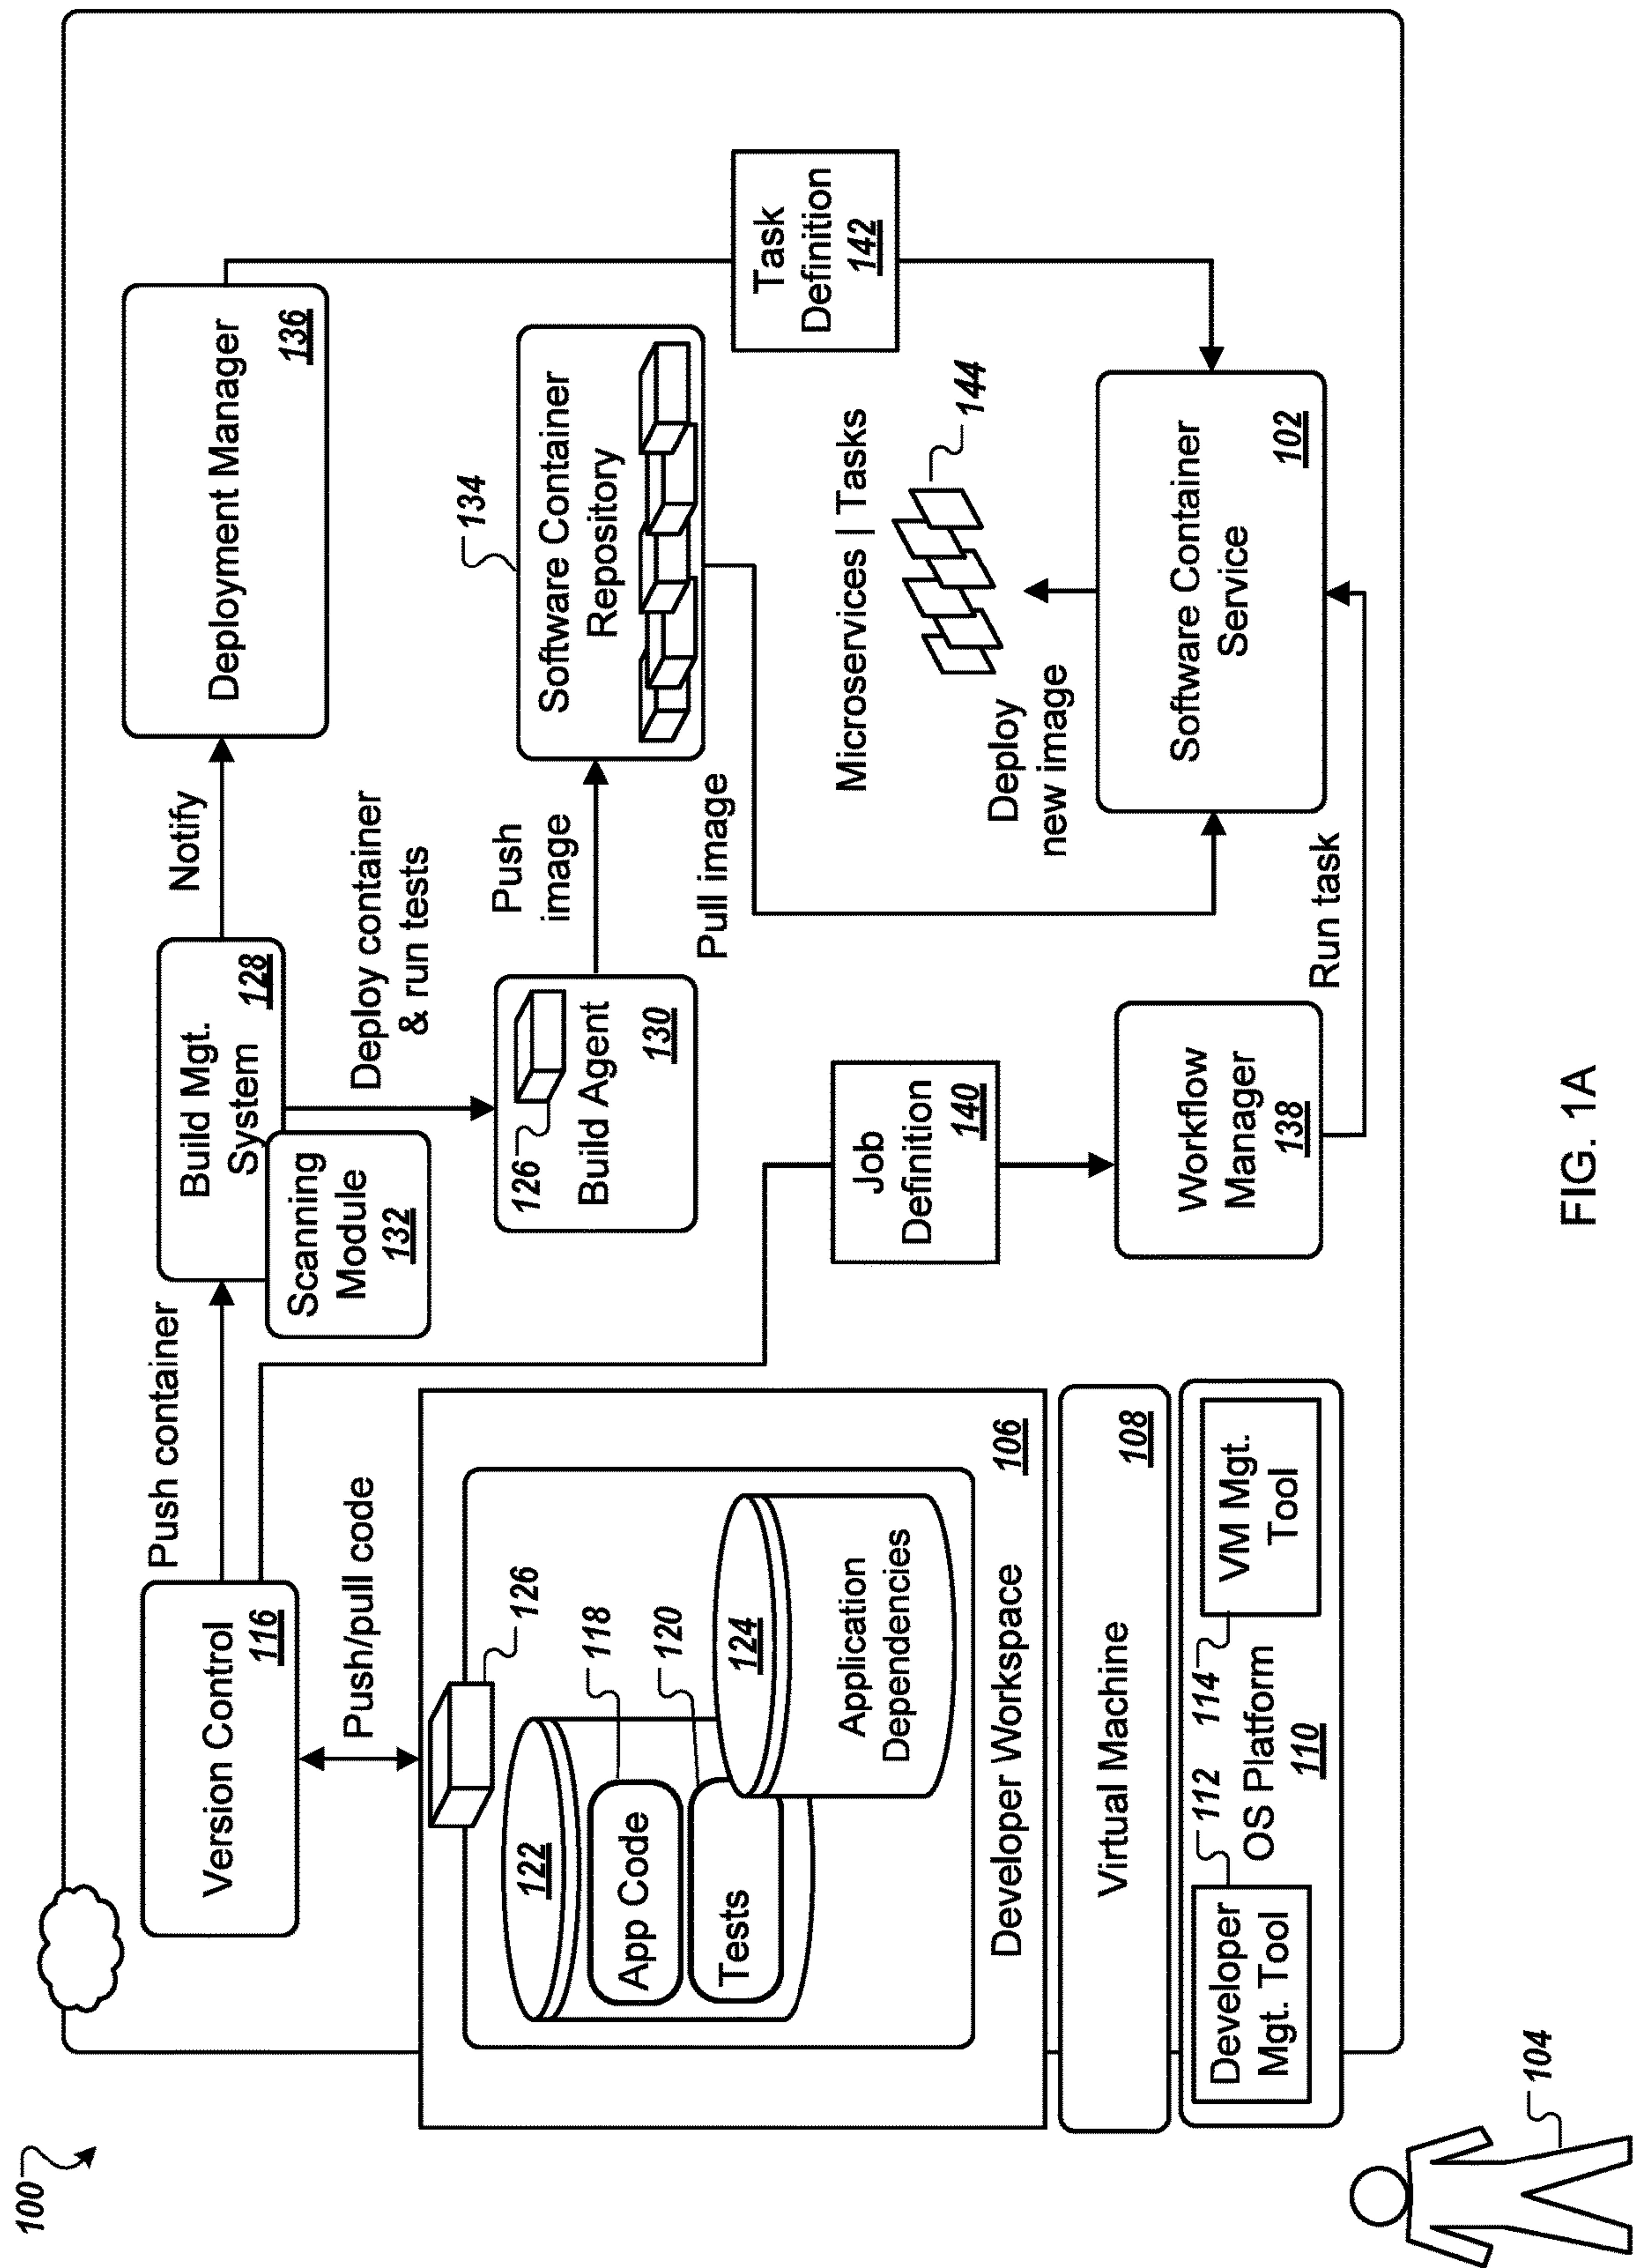 100
Version Control
116
Push container
Build Mgt.
System
128
Scanning
Module
132
Notify
Deployment Manager
136
Push/pull code
Deploy container
& run tests
126
Build Agent
130
Push
image
134
Software Container
Repository
Pull image
Task
Definition
142
126
122
App Code
118
Tests
120
124
Application
Dependencies
Developer Workspace
106
Job
Definition
140
Microservices | Tasks
144
Deploy
new image
Virtual Machine
108
Workflow
Manager
138
Run task
Software Container
Service
102
Developer
Mgt. Tool
112
114
OS Platform
110
VM Mgt.
Tool
104
FIG. 1A